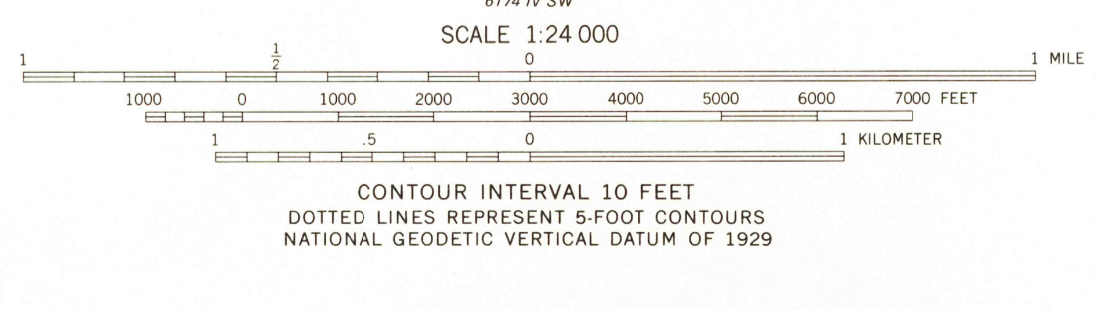 SCALE 1:24 000
1 1/2 0 1 MILE
1000 0 1000 2000 3000 4000 5000 6000 7000 FEET
1 .5 0 1 KILOMETER
CONTOUR INTERVAL 10 FEET
DOTTED LINES REPRESENT 5-FOOT CONTOURS
NATIONAL GEODETIC VERTICAL DATUM OF 1929